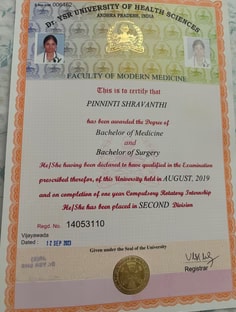 Dr. YSR UNIVERSITY OF HEALTH SCIENCES
ANDHRA PRADESH, INDIA
FACULTY OF MODERN MEDICINE
This is to certify that
PINNINTI SHRAVANTHI
has been awarded the Degree of
Bachelor of Medicine
and
Bachelor of Surgery
He/She having been declared to have qualified in the Examination
prescribed therefor, of this University held in AUGUST, 2019
and on completion of one year Compulsory Rotatory Internship
He/She has been placed in SECOND Division
Regd. No. 14053110
Vijayawada
Dated :
Given under the Seal of the University
Registrar